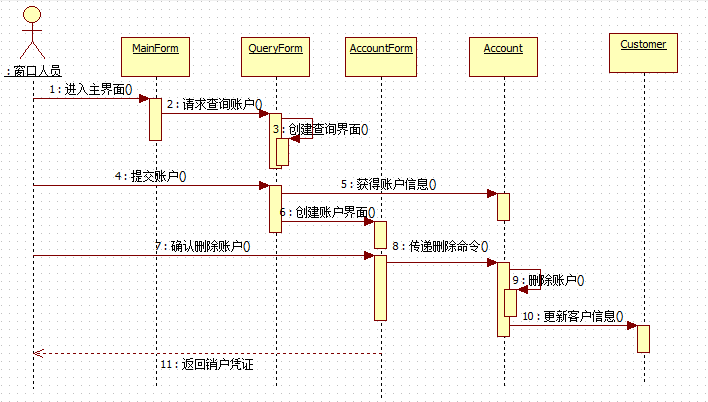 MainForm
QueryForm
AccountForm
Account
Customer
: 窗口人员
1 : 进入主界面()
2 : 请求查询账户()
3 : 创建查询界面()
4 : 提交账户()
5 : 获得账户信息()
6 : 创建账户界面()
7 : 确认删除账户()
8 : 传递删除命令()
9 : 删除账户()
10 : 更新客户信息()
11 : 返回销户凭证